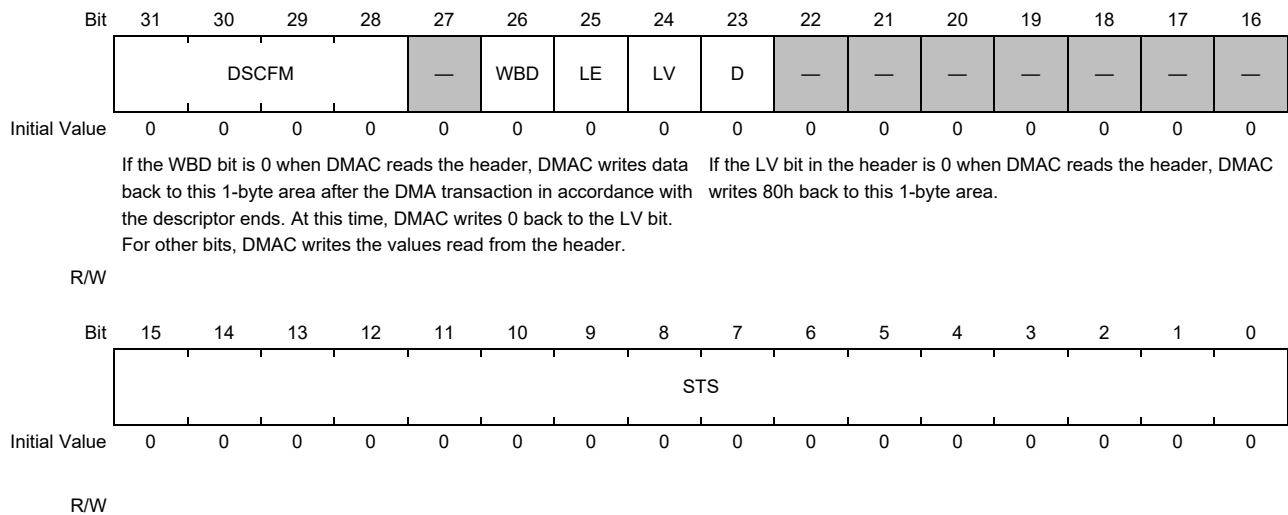 Bit 31 30 29 28 27 26 25 24 23 22 21 20 19 18 17 16
DSCFM — WBD LE LV D — — — — — — —
Initial Value 0 0 0 0 0 0 0 0 0 0 0 0 0 0 0 0
If the WBD bit is 0 when DMAC reads the header, DMAC writes data
back to this 1-byte area after the DMA transaction in accordance with
the descriptor ends. At this time, DMAC writes 0 back to the LV bit.
For other bits, DMAC writes the values read from the header.
If the LV bit in the header is 0 when DMAC reads the header, DMAC
writes 80h back to this 1-byte area.
R/W
Bit 15 14 13 12 11 10 9 8 7 6 5 4 3 2 1 0
STS
Initial Value 0 0 0 0 0 0 0 0 0 0 0 0 0 0 0 0
R/W